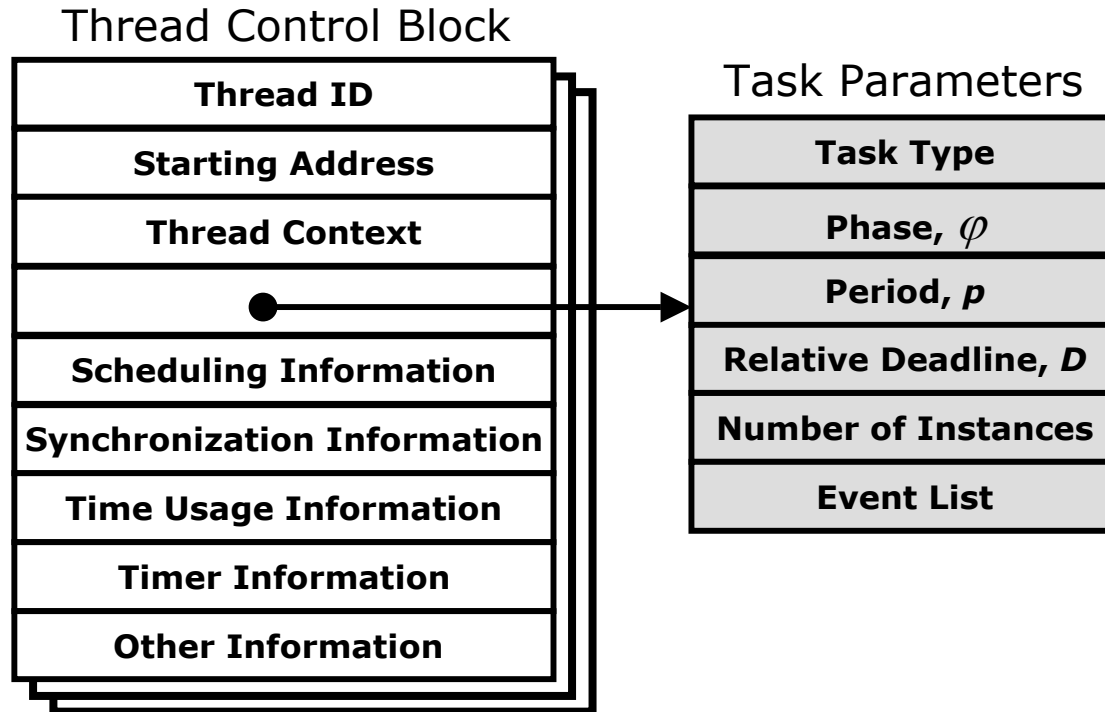 Thread Control Block
Thread ID
Starting Address
Thread Context
Scheduling Information
Synchronization Information
Time Usage Information
Timer Information
Other Information
Task Parameters
Task Type
Phase, φ
Period, p
Relative Deadline, D
Number of Instances
Event List